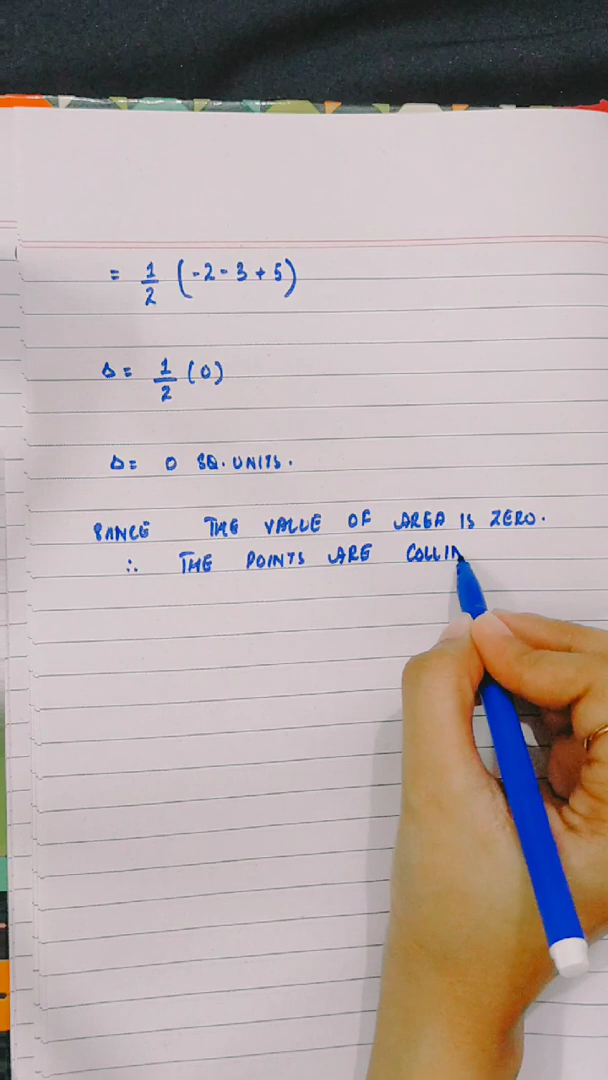 = 1/2 (-2-3+5)
Δ= 1/2 (0)
Δ= 0 SQ. UNITS.
SINCE THE VALUE OF AREA IS ZERO.
∴ THE POINTS ARE COLLIN